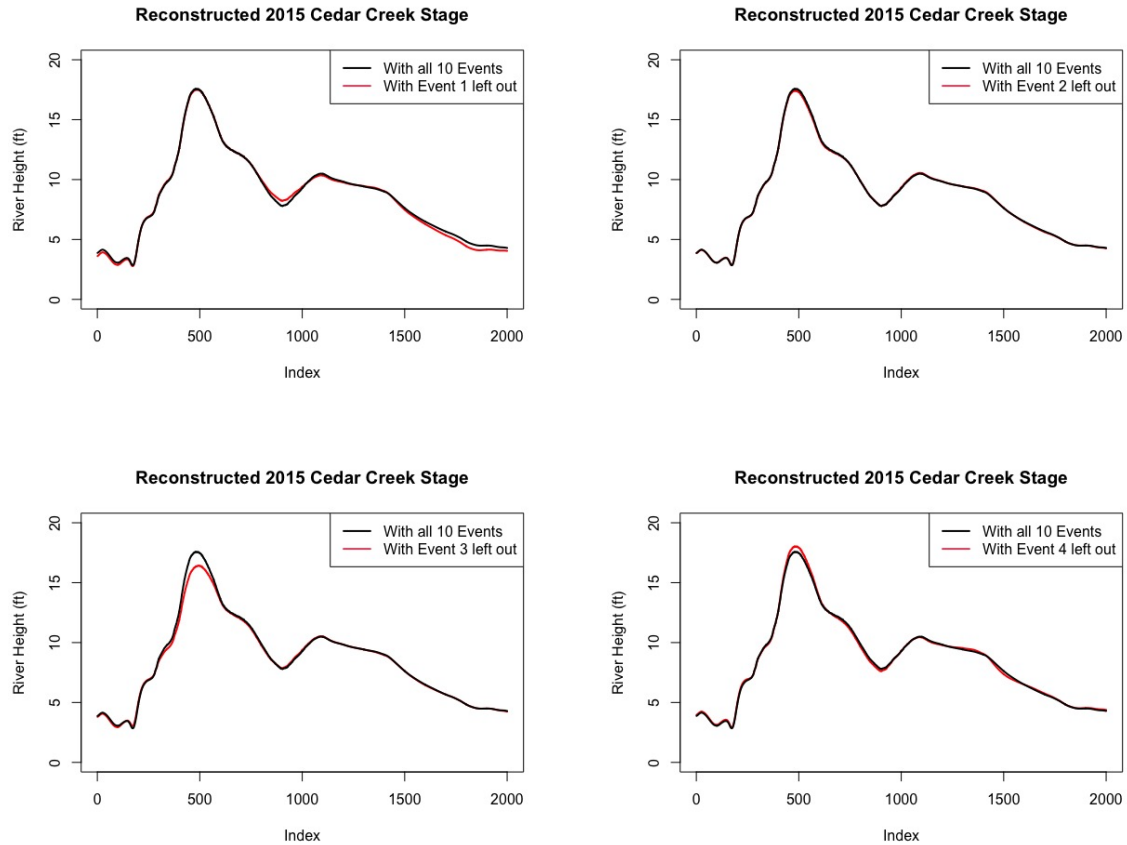 Reconstructed 2015 Cedar Creek Stage
With all 10 Events
With Event 1 left out
River Height (ft)
20
15
10
5
0
0 500 1000 1500 2000
Index
Reconstructed 2015 Cedar Creek Stage
With all 10 Events
With Event 2 left out
River Height (ft)
20
15
10
5
0
0 500 1000 1500 2000
Index
Reconstructed 2015 Cedar Creek Stage
With all 10 Events
With Event 3 left out
River Height (ft)
20
15
10
5
0
0 500 1000 1500 2000
Index
Reconstructed 2015 Cedar Creek Stage
With all 10 Events
With Event 4 left out
River Height (ft)
20
15
10
5
0
0 500 1000 1500 2000
Index